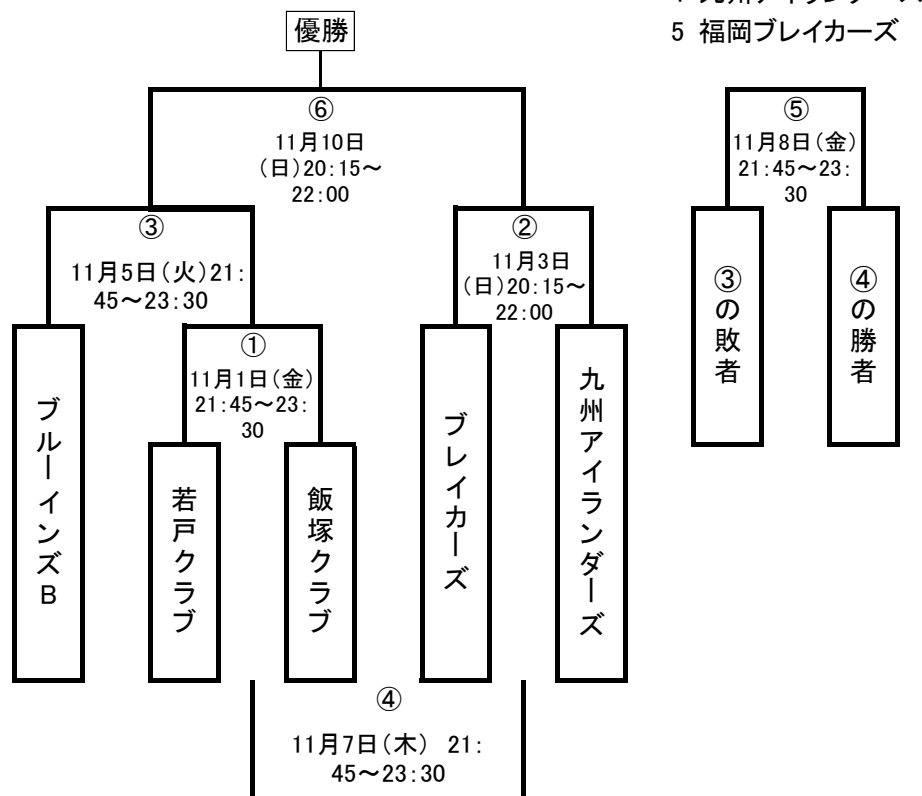 5 福岡ブレイカーズ
優勝
⑥
11月10日
(日)20:15～
22:00
⑤
11月8日(金)
21:45～23:
30
③
11月5日(火)21:
45～23:30
②
11月3日
(日)20:15～
22:00
③の敗者
④の勝者
①
11月1日(金)
21:45～23:
30
ブルーインズB
若戸クラブ
飯塚クラブ
ブレイカーズ
九州アイランダーズ
④
11月7日(木) 21:
45～23:30